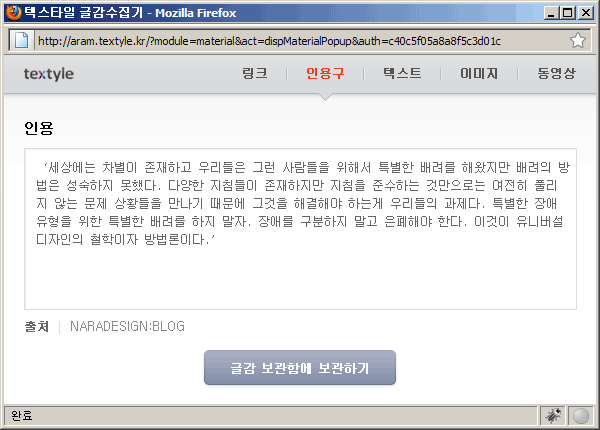 텍스타일 글감수집기 - Mozilla Firefox
http://aram.textyle.kr/?module=material&act=dispMaterialPopup&auth=c40c5f05a8a8f5c3d01c
textyle 링크 인용구 텍스트 이미지 동영상
인용
‘세상에는 차별이 존재하고 우리들은 그런 사람들을 위해서 특별한 배려를 해왔지만 배려의 방
법은 성숙하지 못했다. 다양한 지침들이 존재하지만 지침을 준수하는 것만으로는 여전히 풀리
지 않는 문제 상황들을 만나기 때문에 그것을 해결해야 하는게 우리들의 과제다. 특별한 장애
유형을 위한 특별한 배려를 하지 말자. 장애를 구분하지 말고 은폐해야 한다. 이것이 유니버설
디자인의 철학이자 방법론이다.’
출처 NARADESIGN:BLOG
글감 보관함에 보관하기
완료